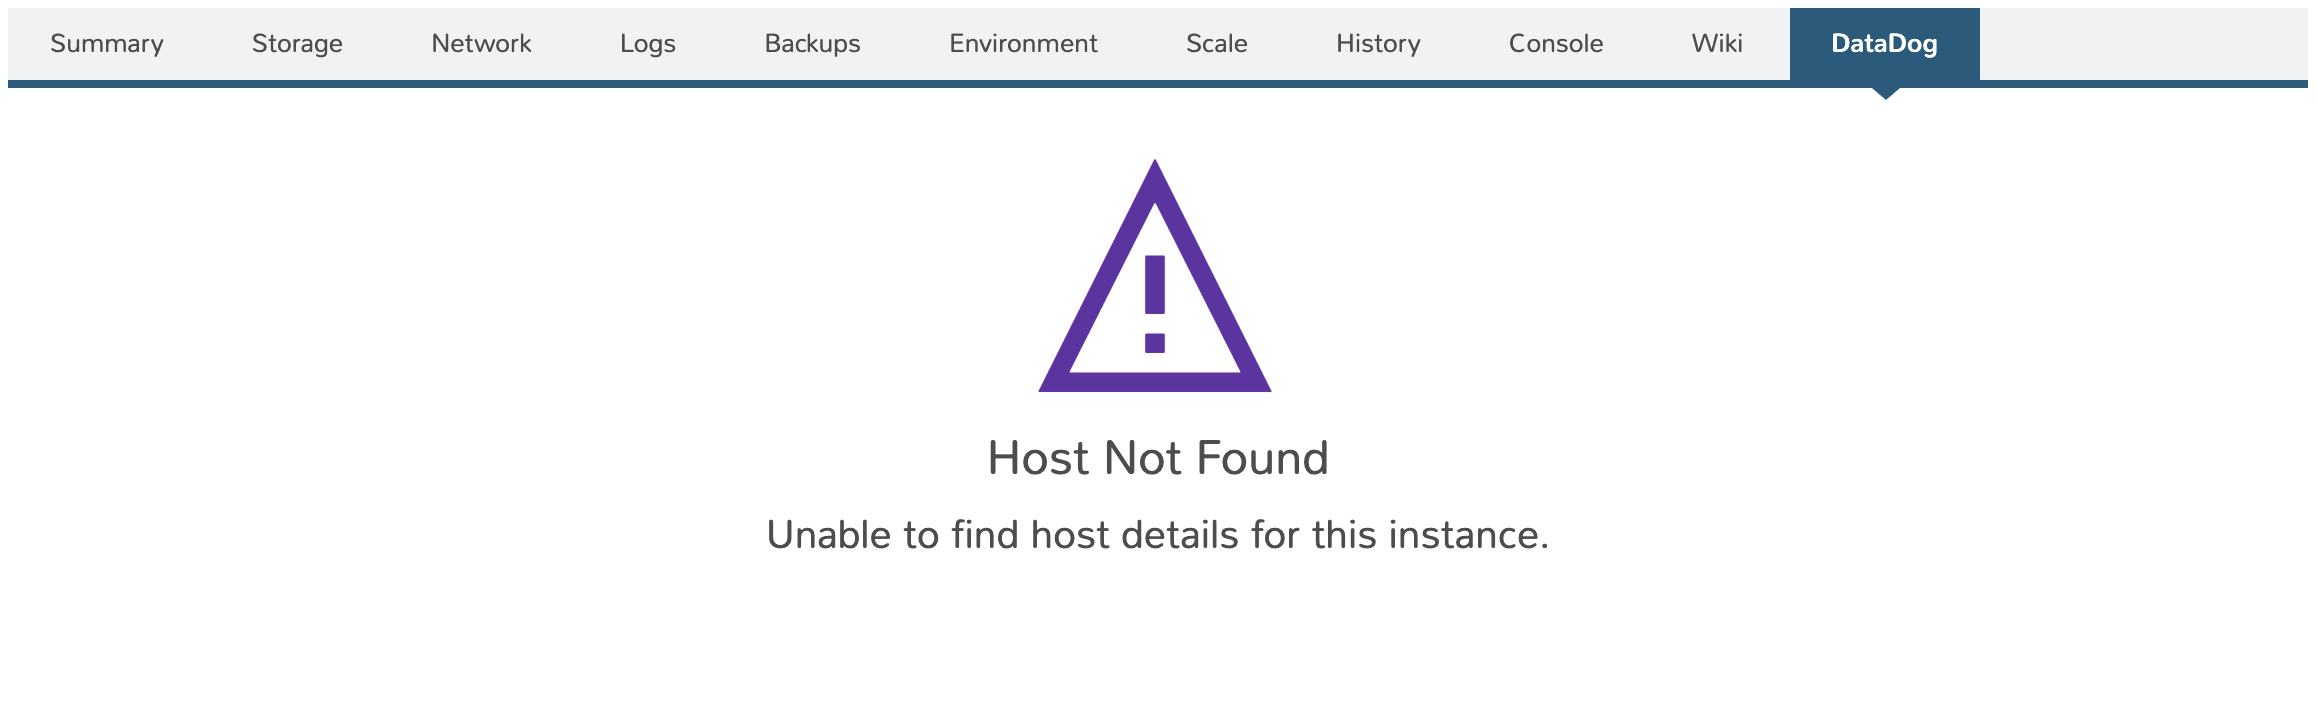 Summary Storage Network Logs Backups Environment Scale History Console Wiki DataDog
Host Not Found
Unable to find host details for this instance.